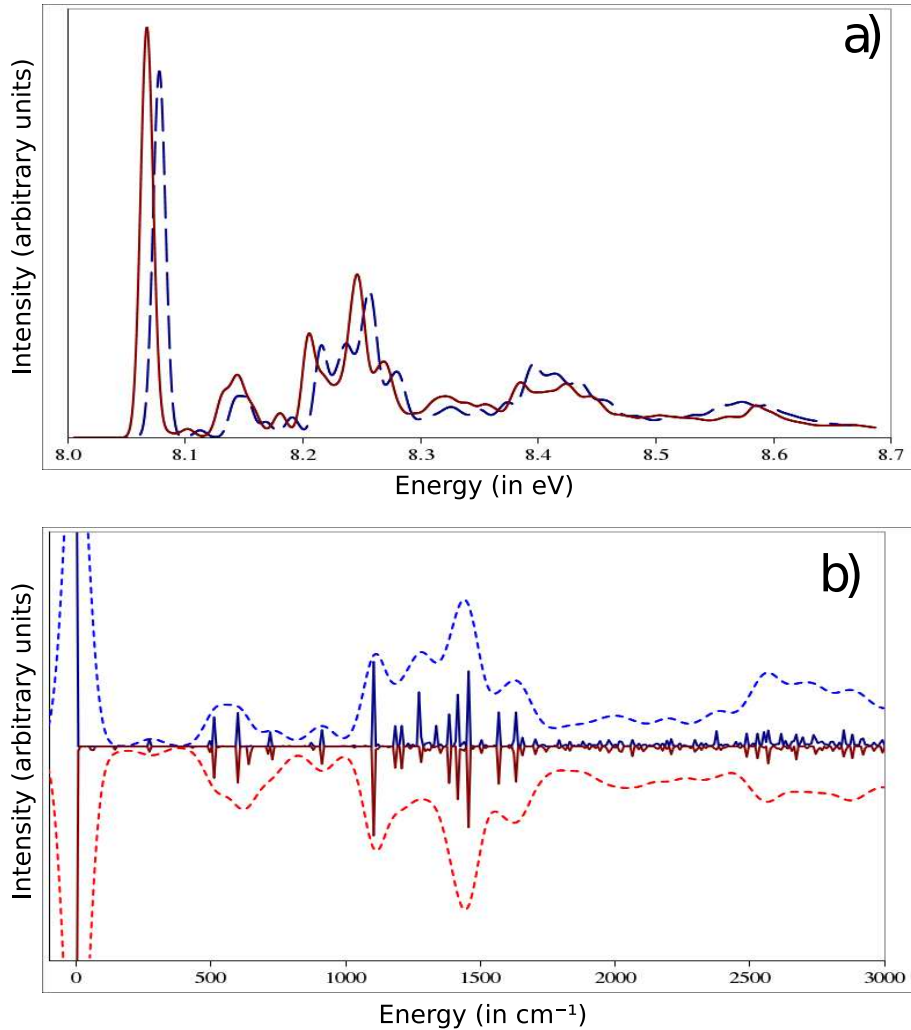 a)
Intensity (arbitrary units)
8.0 8.1 8.2 8.3 8.4 8.5 8.6 8.7
Energy (in eV)
b)
Intensity (arbitrary units)
0 500 1000 1500 2000 2500 3000
Energy (in cm⁻¹)